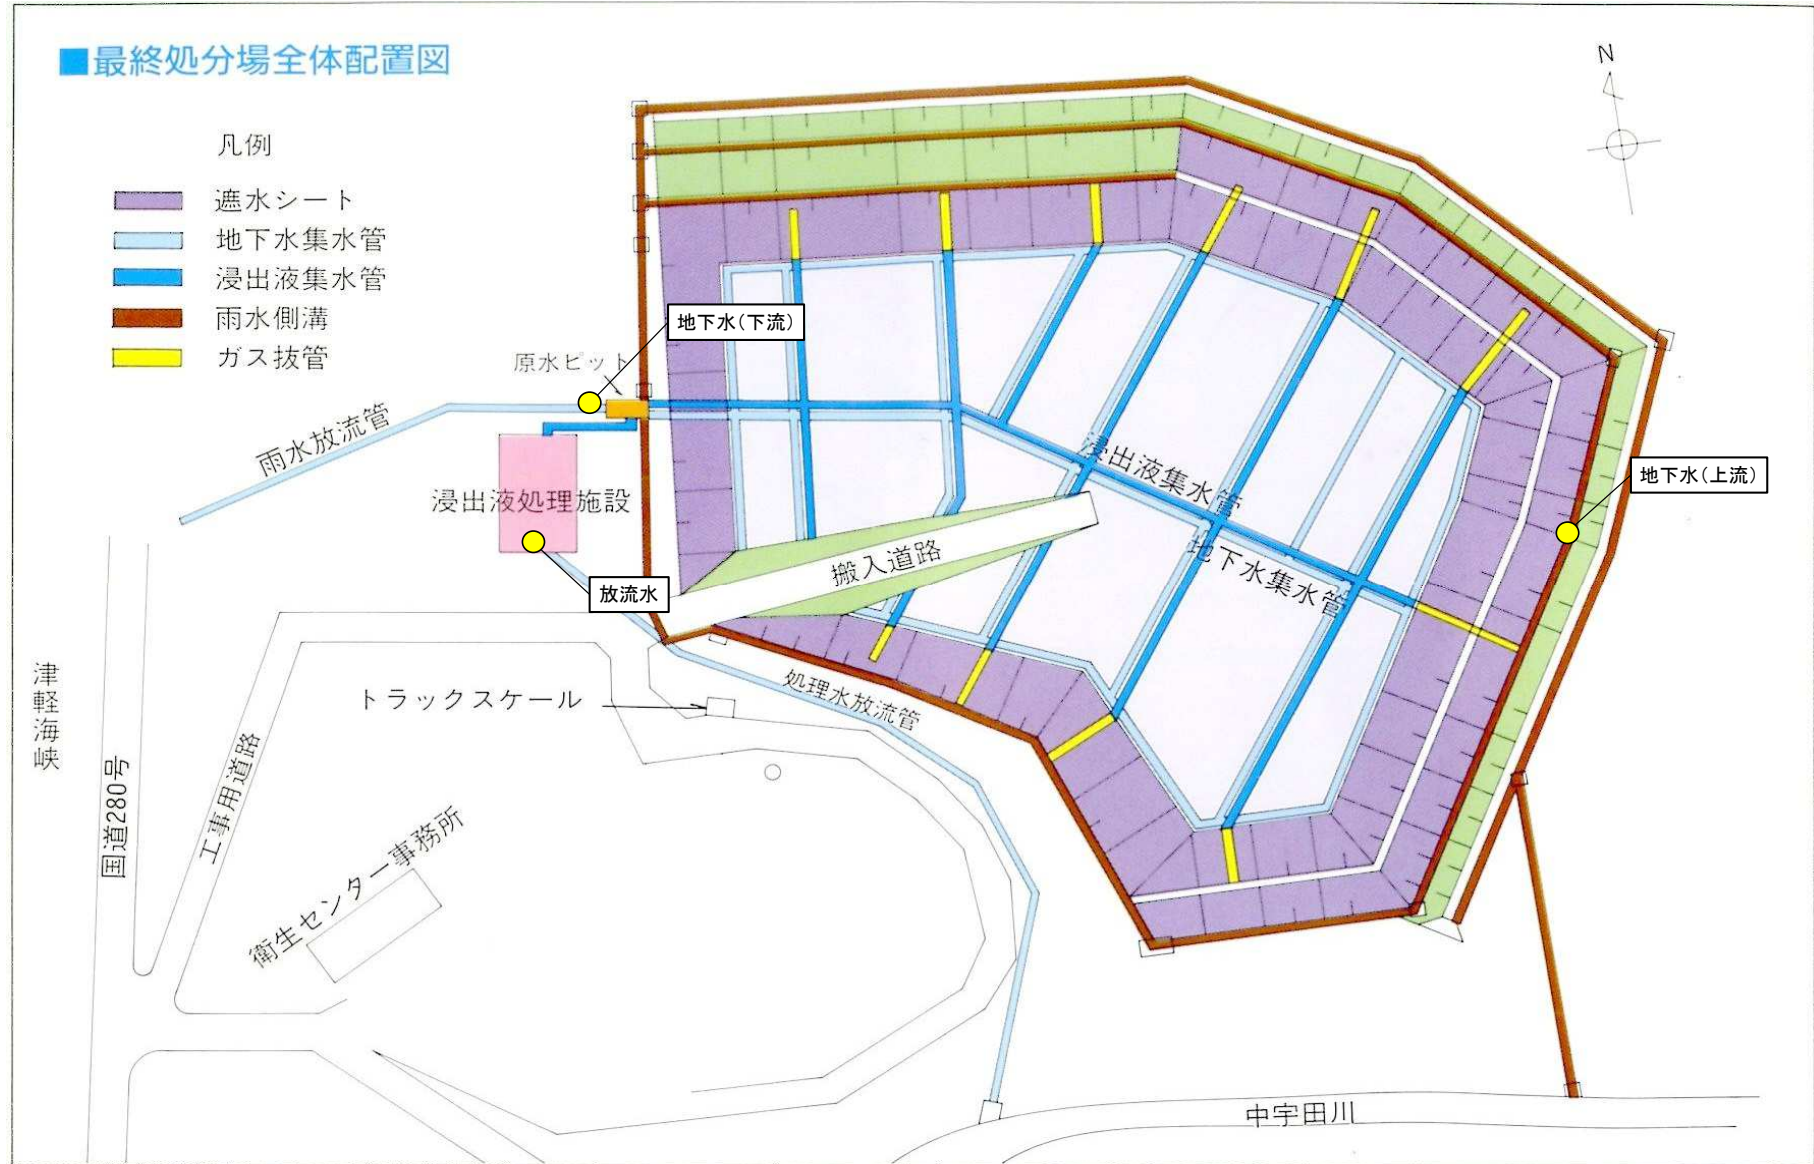 ■最終処分場全体配置図
N
凡例
遮水シート
地下水集水管
浸出液集水管
雨水側溝
ガス抜管
地下水(下流)
原水ピット
雨水放流管
浸出液処理施設
浸出液集水管
地下水(上流)
地下水集水管
搬入道路
放流水
処理水放流管
トラックスケール
津軽海峡
国道280号
工事用道路
衛生センター事務所
中宇田川